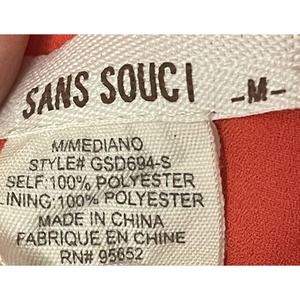 SANS SOUCI -M-
M/MEDIANO
STYLE# GSD694-S
SELF:100% POLYESTER
INING:100% POLYESTER
MADE IN CHINA
FABRIQUE EN CHINE
RN# 95652